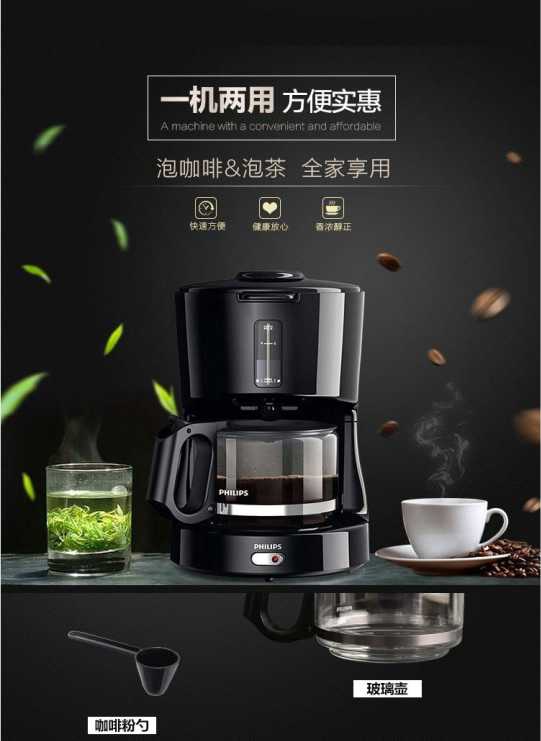 一机两用 方便实惠
A machine with a convenient and affordable
泡咖啡&泡茶 全家享用
快速方便 健康放心 香浓醇正
PHILIPS
PHILIPS
玻璃壶
咖啡粉勺